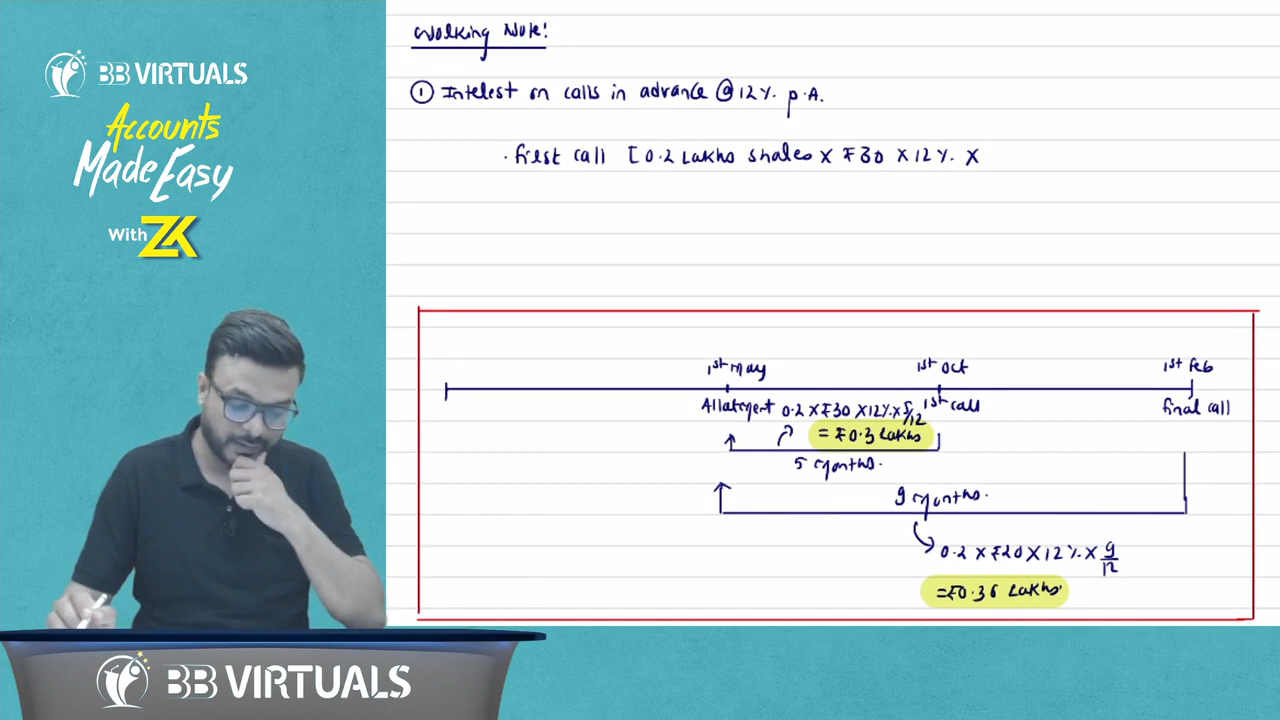 BB VIRTUALS
Accounts
Made Easy
With ZK
Working Note:
① Interest on calls in advance @ 12% p.A.
· first call [0.2 Lakhs shares x ₹30 x 12% x
1st May
1st Oct
1st Feb
Allotment
0.2 x ₹30 x 12% x 5/12
1st call
final call
= ₹0.3 Lakhs
5 months.
9 months.
0.2 x ₹20 x 12% x 9/12
= ₹0.36 Lakhs.
BB VIRTUALS